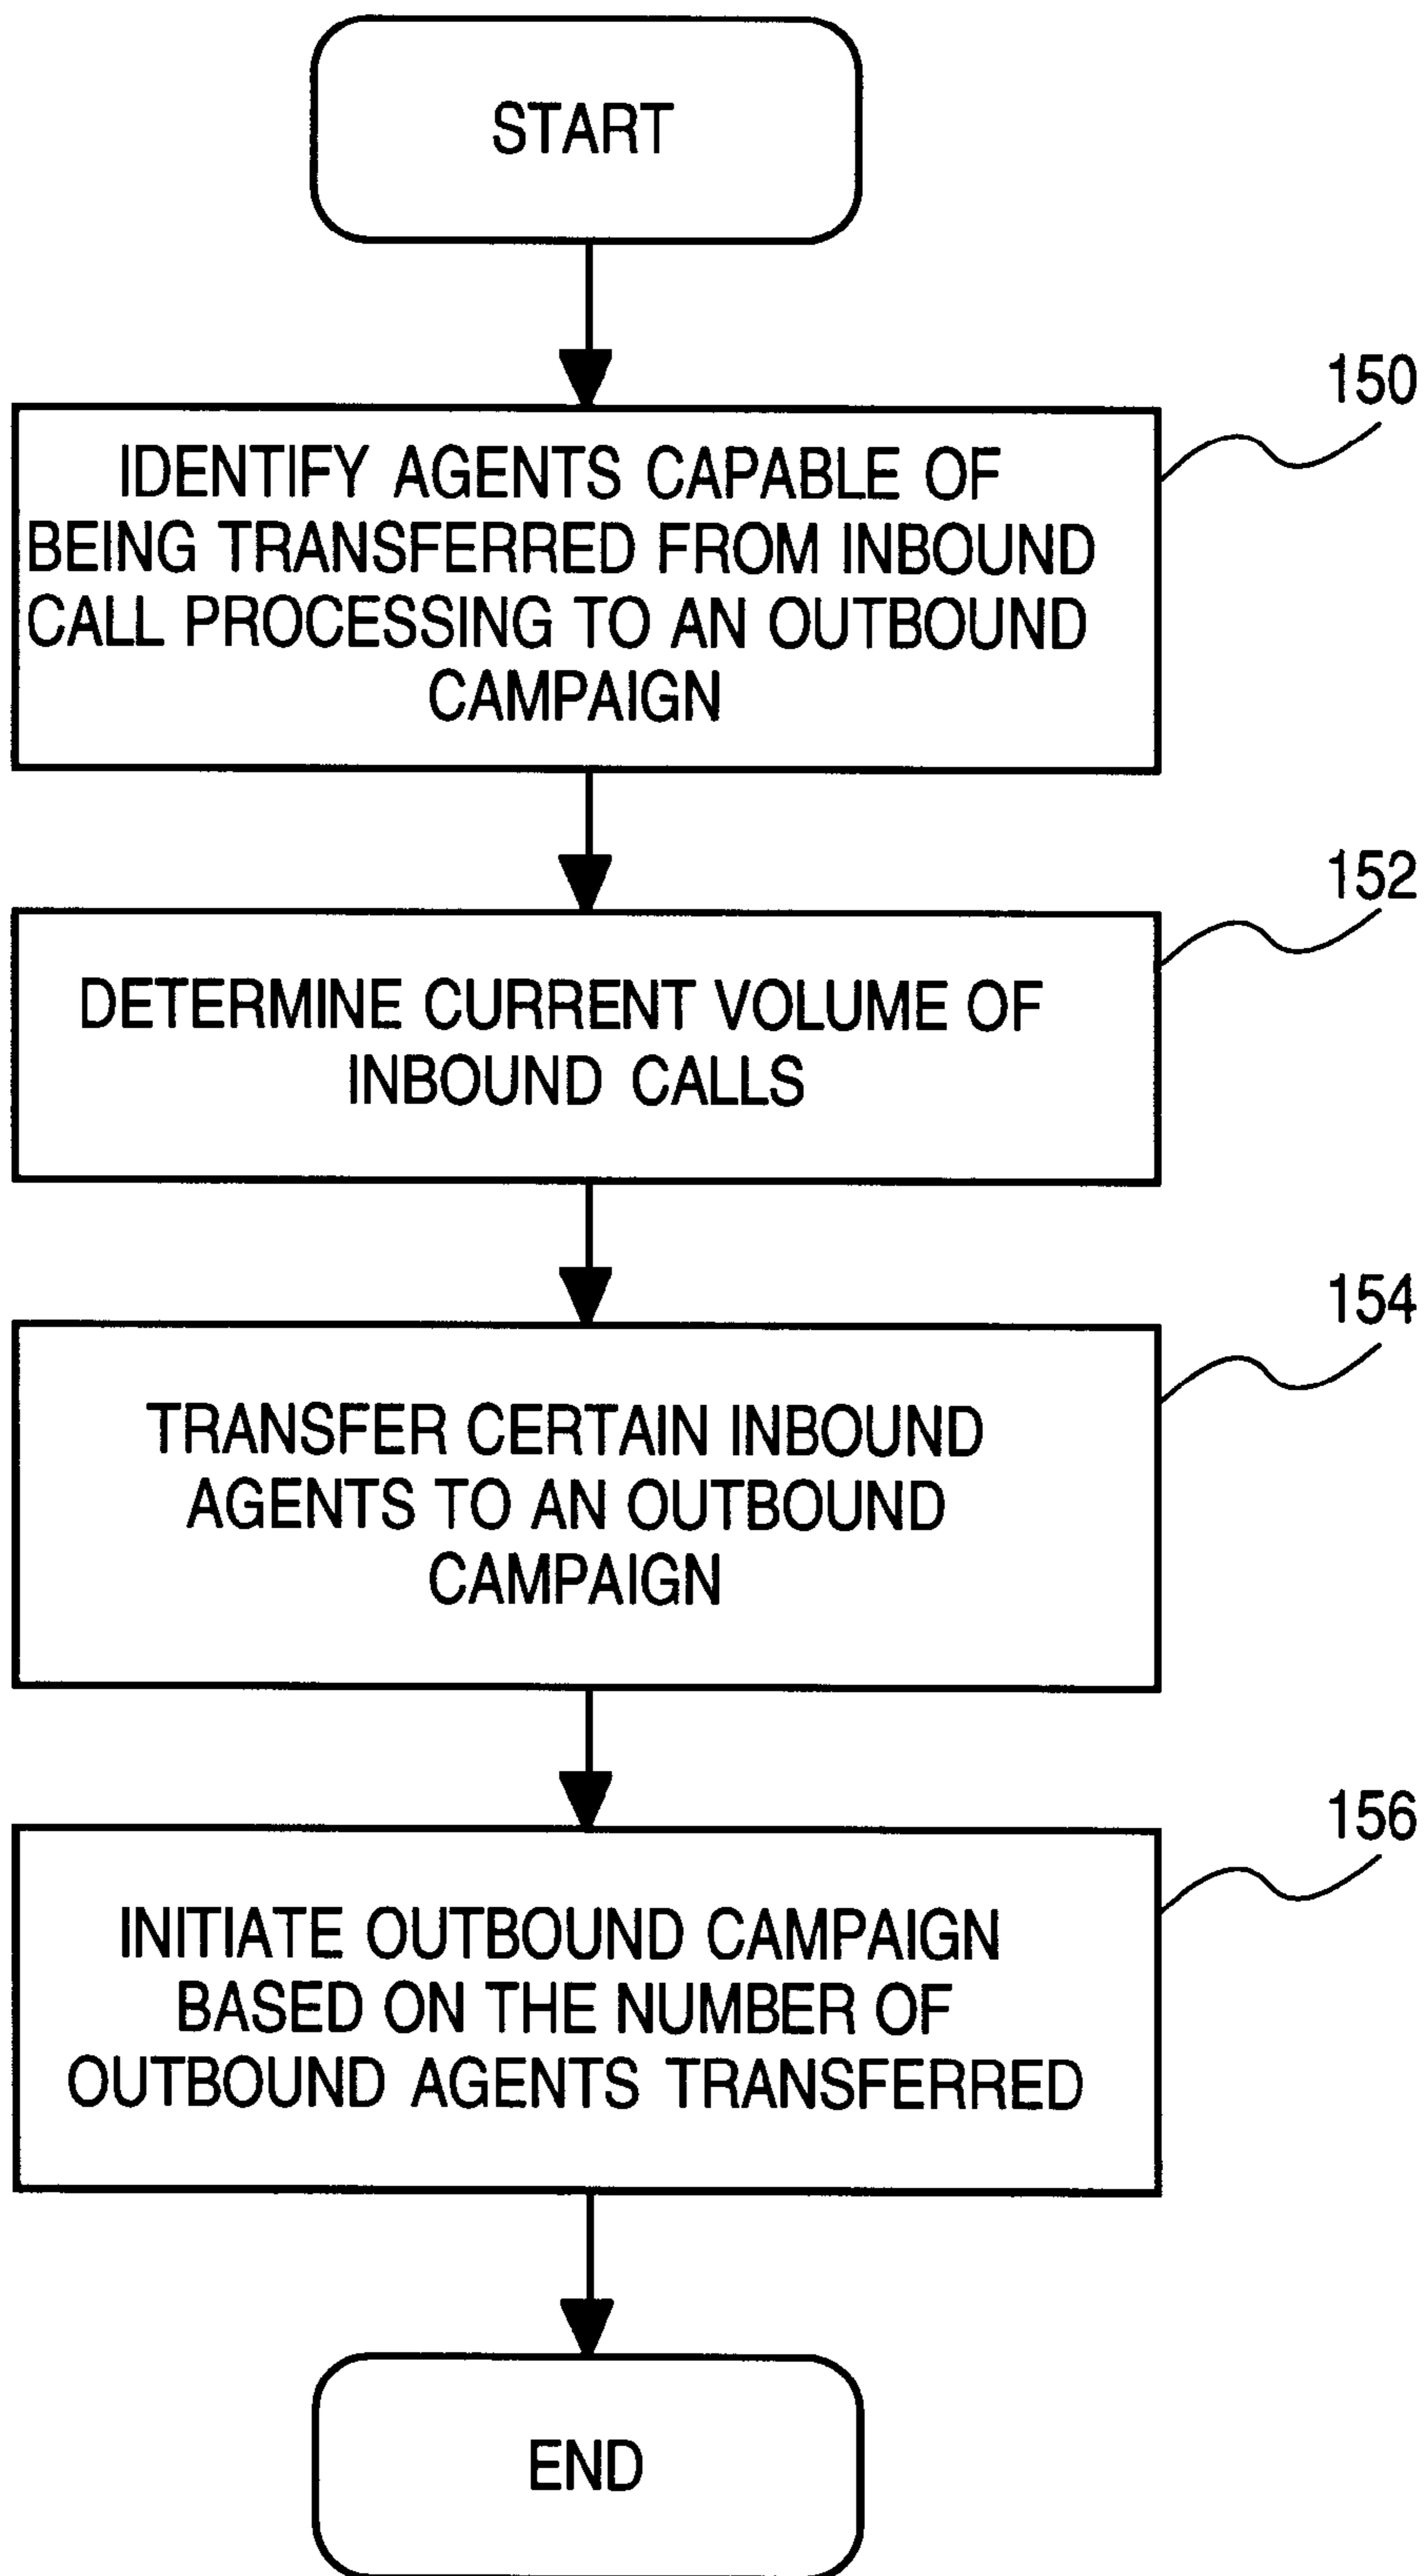 START
150
IDENTIFY AGENTS CAPABLE OF
BEING TRANSFERRED FROM INBOUND
CALL PROCESSING TO AN OUTBOUND
CAMPAIGN
152
DETERMINE CURRENT VOLUME OF
INBOUND CALLS
154
TRANSFER CERTAIN INBOUND
AGENTS TO AN OUTBOUND
CAMPAIGN
156
INITIATE OUTBOUND CAMPAIGN
BASED ON THE NUMBER OF
OUTBOUND AGENTS TRANSFERRED
END